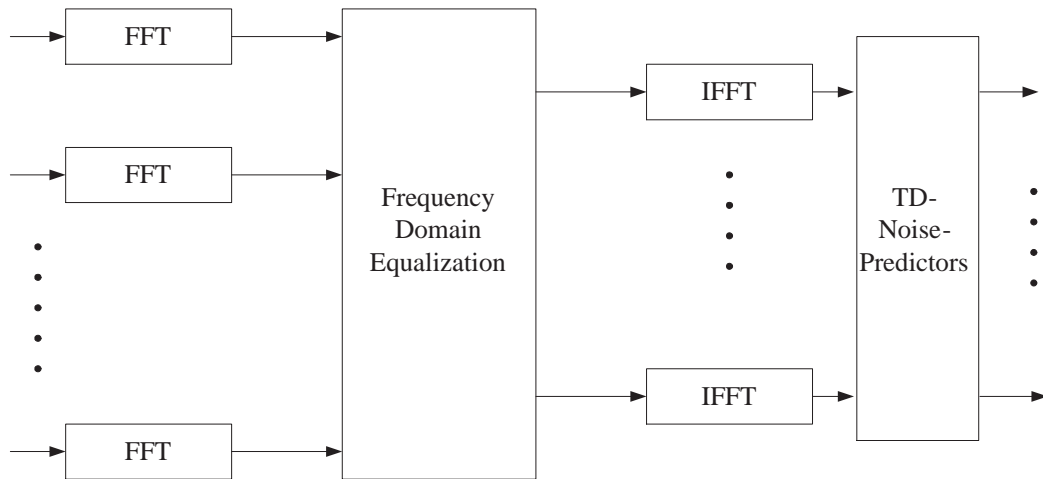 FFT
FFT
FFT
Frequency
Domain
Equalization
IFFT
IFFT
TD-
Noise-
Predictors